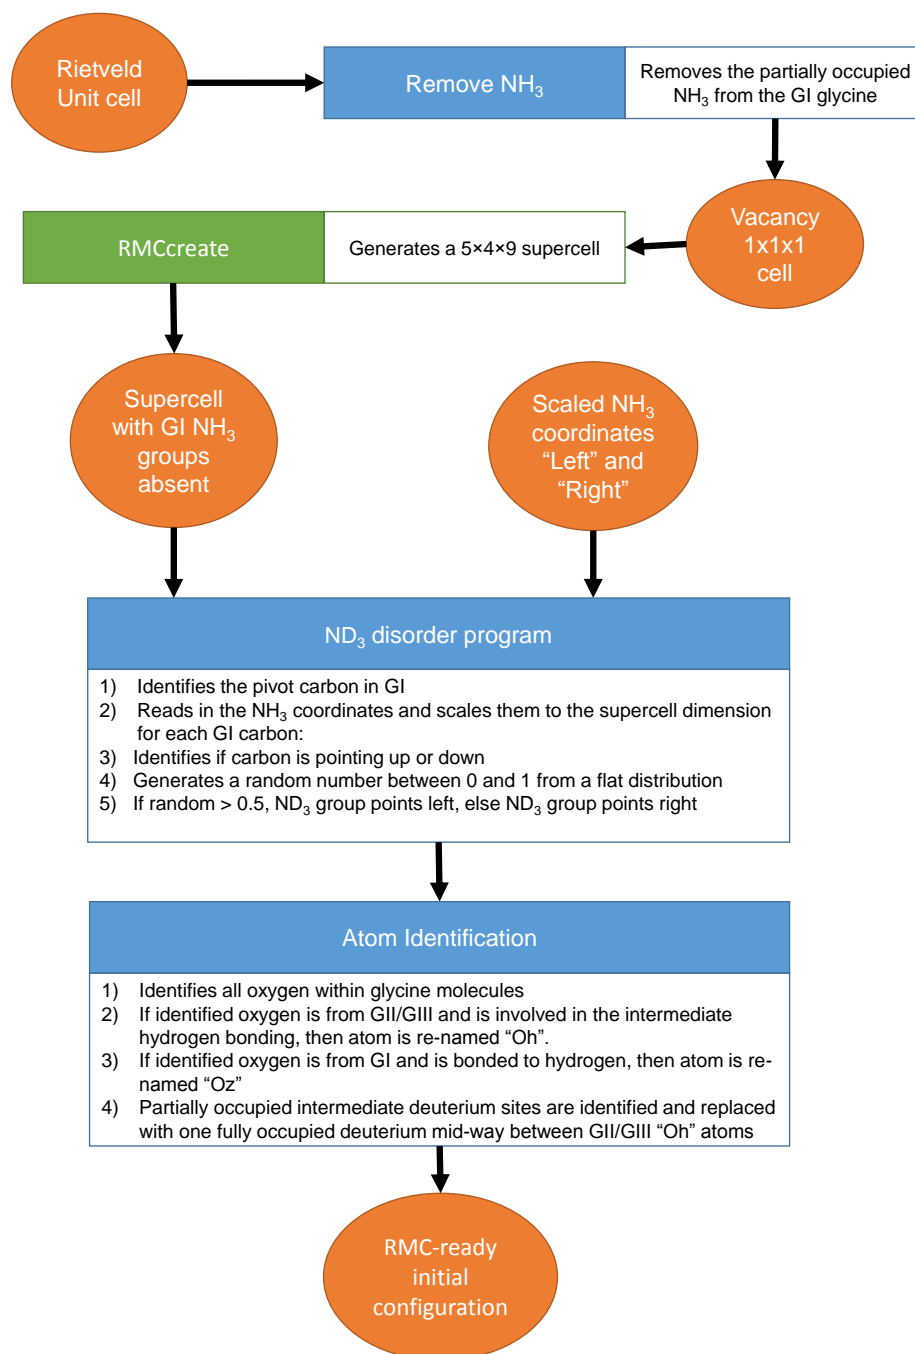 Rietveld
Unit cell
Remove NH₃
Removes the partially occupied
NH₃ from the GI glycine
Vacancy
1x1x1
cell
RMCcreate
Generates a 5×4×9 supercell
Supercell
with GI NH₃
groups
absent
Scaled NH₃
coordinates
“Left” and
“Right”
ND₃ disorder program
1) Identifies the pivot carbon in GI
2) Reads in the NH₃ coordinates and scales them to the supercell dimension
for each GI carbon:
3) Identifies if carbon is pointing up or down
4) Generates a random number between 0 and 1 from a flat distribution
5) If random > 0.5, ND₃ group points left, else ND₃ group points right
Atom Identification
1) Identifies all oxygen within glycine molecules
2) If identified oxygen is from GII/GIII and is involved in the intermediate
hydrogen bonding, then atom is re-named “Oh”.
3) If identified oxygen is from GI and is bonded to hydrogen, then atom is re-
named “Oz”
4) Partially occupied intermediate deuterium sites are identified and replaced
with one fully occupied deuterium mid-way between GII/GIII “Oh” atoms
RMC-ready
initial
configuration